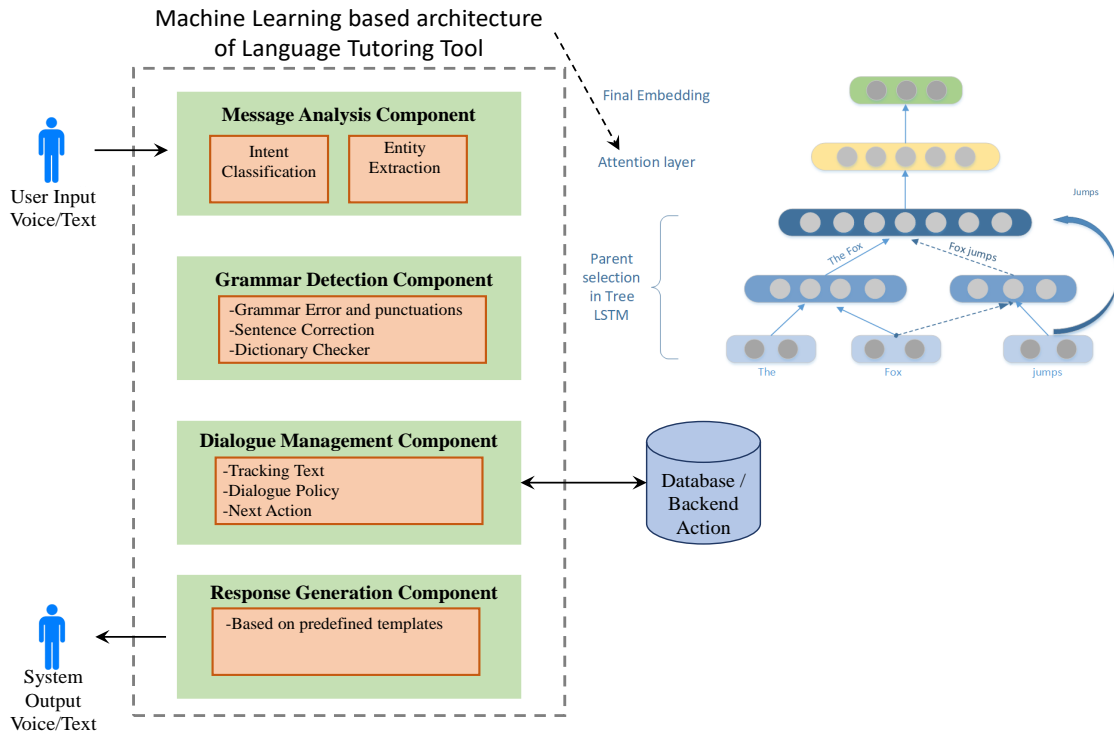 Machine Learning based architecture
of Language Tutoring Tool
User Input
Voice/Text
Message Analysis Component
Intent
Classification
Entity
Extraction
Grammar Detection Component
-Grammar Error and punctuations
-Sentence Correction
-Dictionary Checker
Dialogue Management Component
-Tracking Text
-Dialogue Policy
-Next Action
Database /
Backend
Action
Response Generation Component
-Based on predefined templates
System
Output
Voice/Text
Final Embedding
Attention layer
Jumps
Parent
selection
in Tree
LSTM
The Fox
Fox jumps
The
Fox
jumps